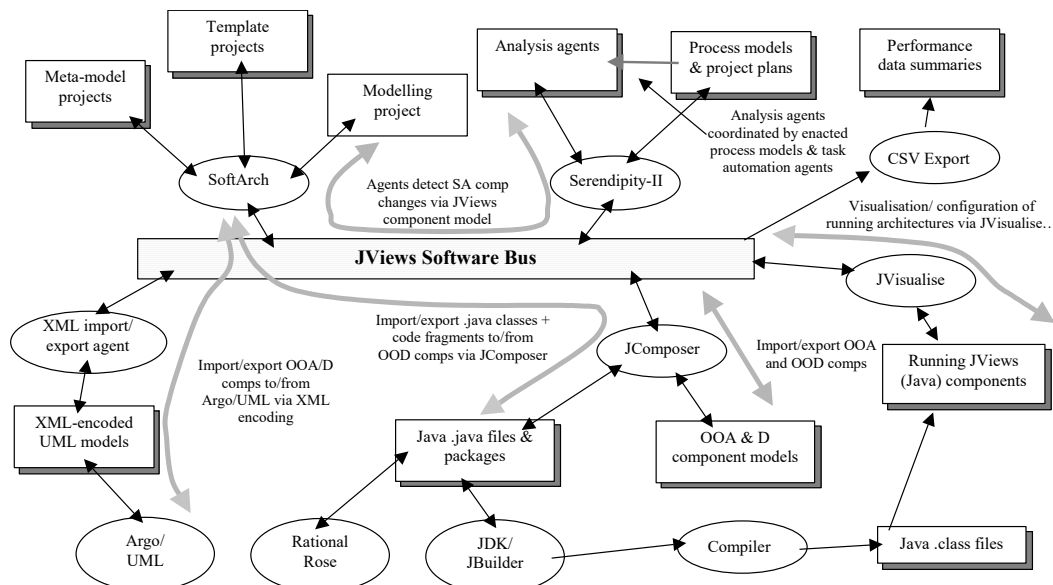 Template
projects
Meta-model
projects
Modelling
project
Analysis agents
Process models
& project plans
Performance
data summaries
Analysis agents
coordinated by enacted
process models & task
automation agents
SoftArch
Agents detect SA comp
changes via JViews
component model
Serendipity-II
CSV Export
Visualisation/ configuration of
running architectures via JVisualise…
JViews Software Bus
JVisualise
XML import/
export agent
Import/export OOA/D
comps to/from
Argo/UML via XML
encoding
Import/export .java classes +
code fragments to/from
OOD comps via JComposer
JComposer
Import/export OOA
and OOD comps
Running JViews
(Java) components
XML-encoded
UML models
Java .java files &
packages
OOA & D
component models
Argo/
UML
Rational
Rose
JDK/
JBuilder
Compiler
Java .class files